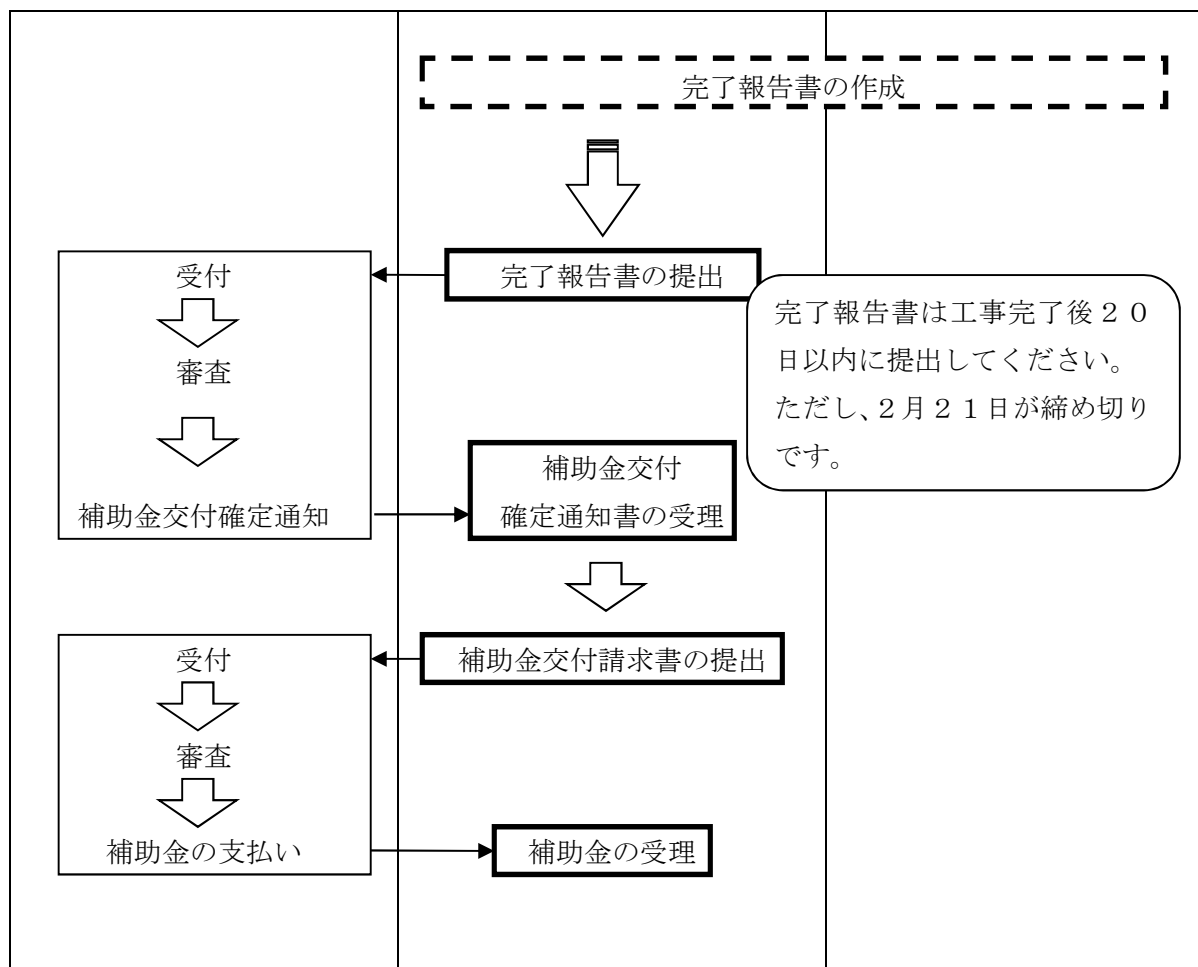 完了報告書の作成
受付
完了報告書の提出
完了報告書は工事完了後２０
日以内に提出してください。
ただし、２月２１日が締め切り
です。
審査
補助金交付
確定通知書の受理
補助金交付確定通知
受付
補助金交付請求書の提出
審査
補助金の支払い
補助金の受理